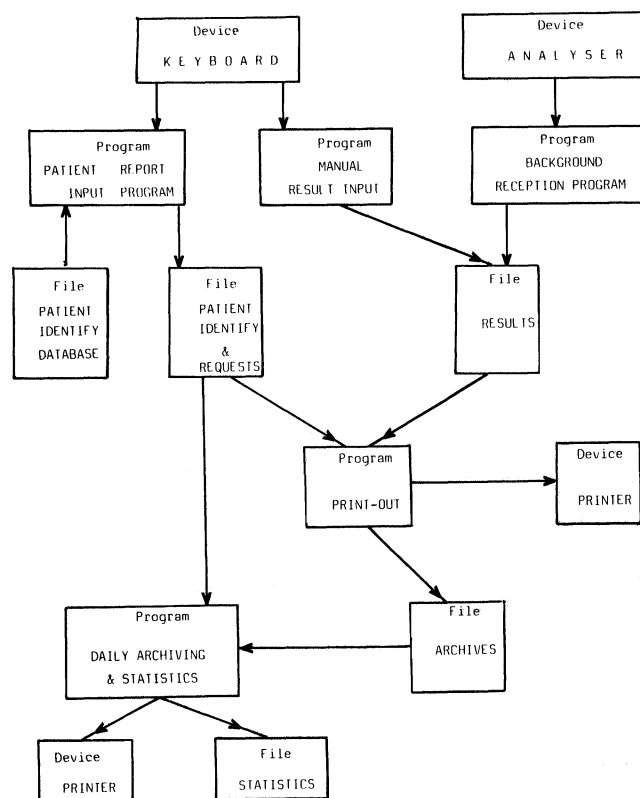 Device
K E Y B O A R D
Device
A N A L Y S E R
Program
PATIENT REPORT
INPUT PROGRAM
Program
MANUAL
RESULT INPUT
Program
BACKGROUND
RECEPTION PROGRAM
File
PATIENT
IDENTIFY
DATABASE
File
PATIENT
IDENTIFY
&
REQUESTS
File
RESULTS
Program
PRINT-OUT
Device
PRINTER
Program
DAILY ARCHIVING
& STATISTICS
File
ARCHIVES
Device
PRINTER
File
STATISTICS